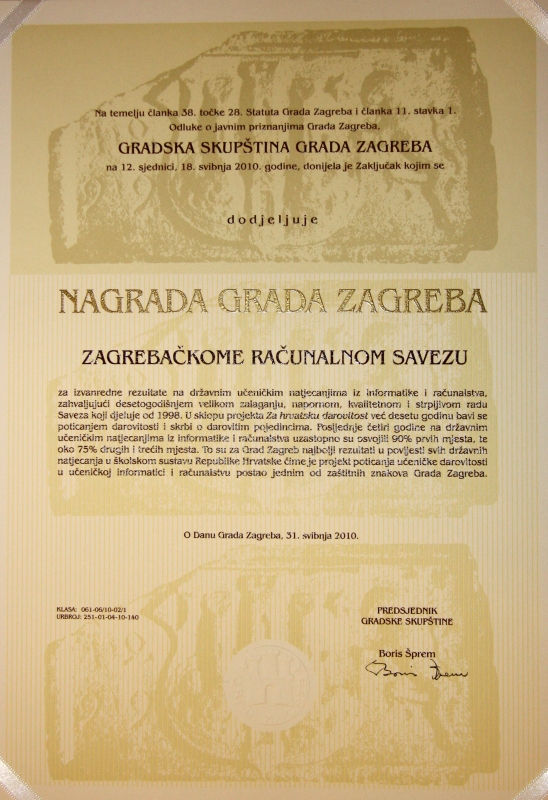 Na temelju članka 38. točke 28. Statuta Grada Zagreba i članka 11. stavka 1.
Odluke o javnim priznanjima Grada Zagreba,
GRADSKA SKUPŠTINA GRADA ZAGREBA
na 12. sjednici, 18. svibnja 2010. godine, donijela je Zaključak kojim se
dodjeljuje
NAGRADA GRADA ZAGREBA
ZAGREBAČKOME RAČUNALNOM SAVEZU
za izvanredne rezultate na državnim učeničkim natjecanjima iz informatike i računalstva,
zahvaljujući desetogodišnjem velikom zalaganju, napornom, kvalitetnom i strpljivom radu
Saveza koji djeluje od 1998. U sklopu projekta Za hrvatsku darovitost već desetu godinu bavi se
poticanjem darovitosti i skrbi o darovitim pojedincima. Posljednje četiri godine na državnim
učeničkim natjecanjima iz informatike i računalstva uzastopno su osvojili 90% prvih mjesta, te
oko 75% drugih i trećih mjesta. To su za Grad Zagreb najbolji rezultati u povijesti svih državnih
natjecanja u školskom sustavu Republike Hrvatske čime je projekt poticanja učeničke darovitosti
u učeničkoj informatici i računalstvu postao jednim od zaštitnih znakova Grada Zagreba.
O Danu Grada Zagreba, 31. svibnja 2010.
KLASA: 061-06/10-02/1
URBROJ: 251-01-04-10-140
PREDSJEDNIK
GRADSKE SKUPŠTINE
Boris Šprem
Boris Šprem